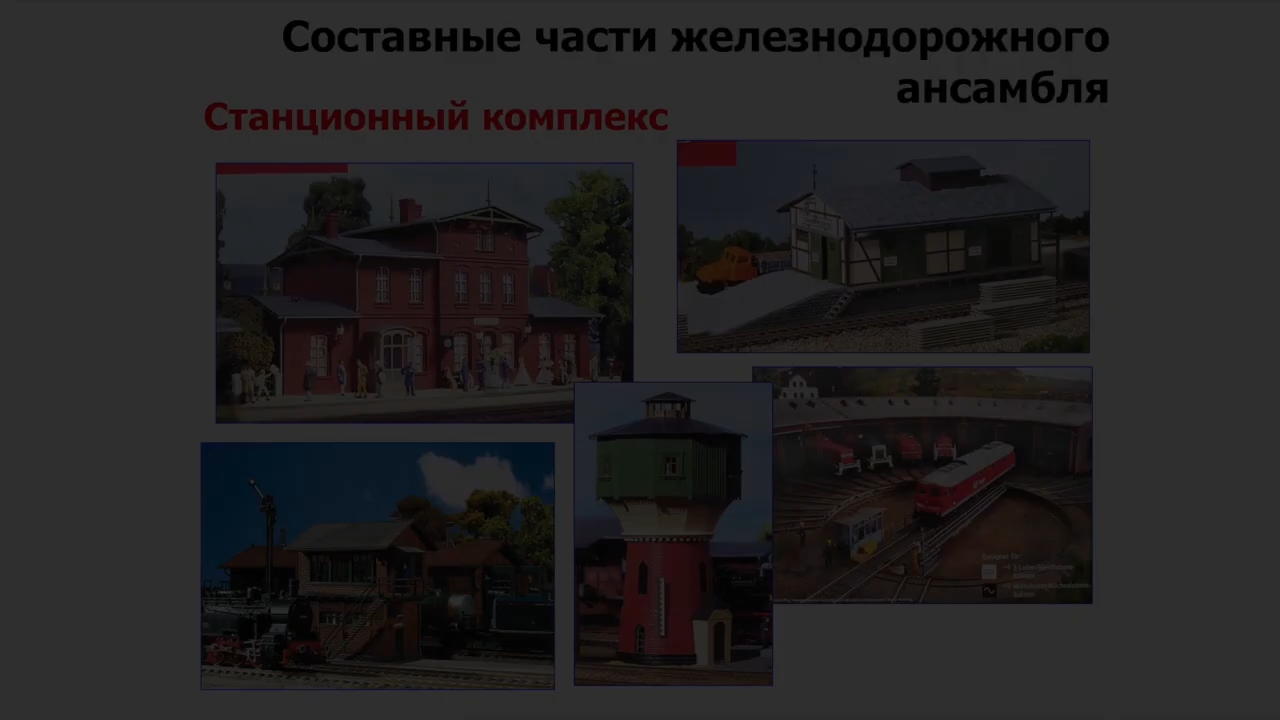 Составные части железнодорожного
ансамбля
Станционный комплекс